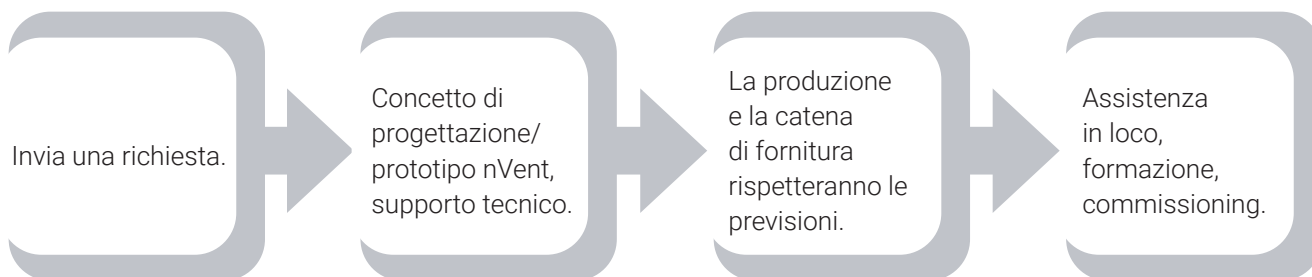 Invia una richiesta.
Concetto di
progettazione/
prototipo nVent,
supporto tecnico.
La produzione
e la catena
di fornitura
rispetteranno le
previsioni.
Assistenza
in loco,
formazione,
commissioning.